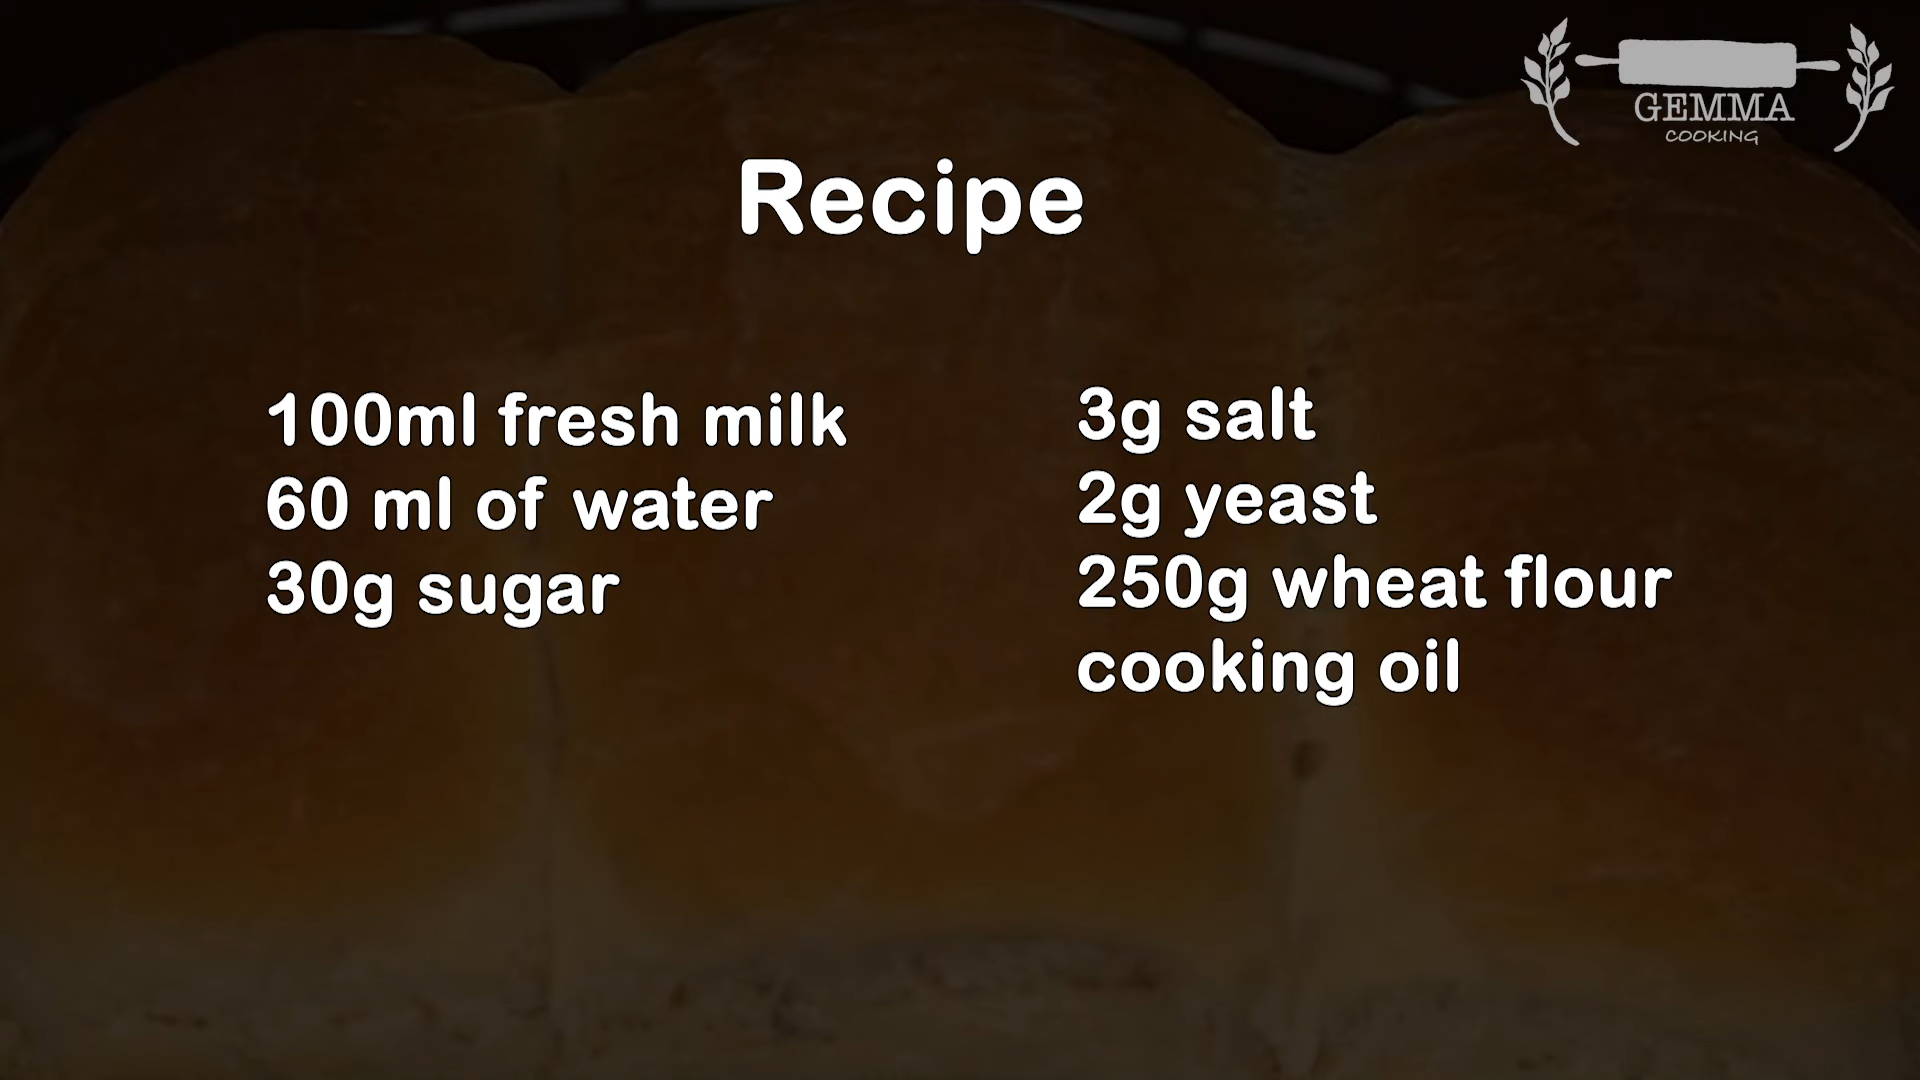 GEMMA
COOKING
Recipe
100ml fresh milk
60 ml of water
30g sugar
3g salt
2g yeast
250g wheat flour
cooking oil